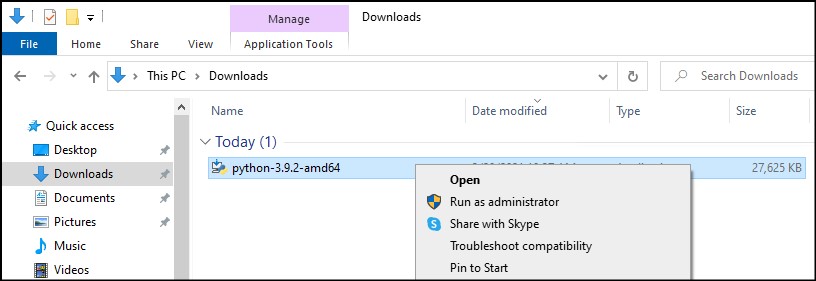 Manage Downloads
File Home Share View Application Tools
This PC > Downloads Search Downloads
Name Date modified Type Size
Quick access
Today (1)
Desktop
Downloads python-3.9.2-amd64 27,625 KB
Open
Documents Run as administrator
Pictures Share with Skype
Music Troubleshoot compatibility
Videos Pin to Start